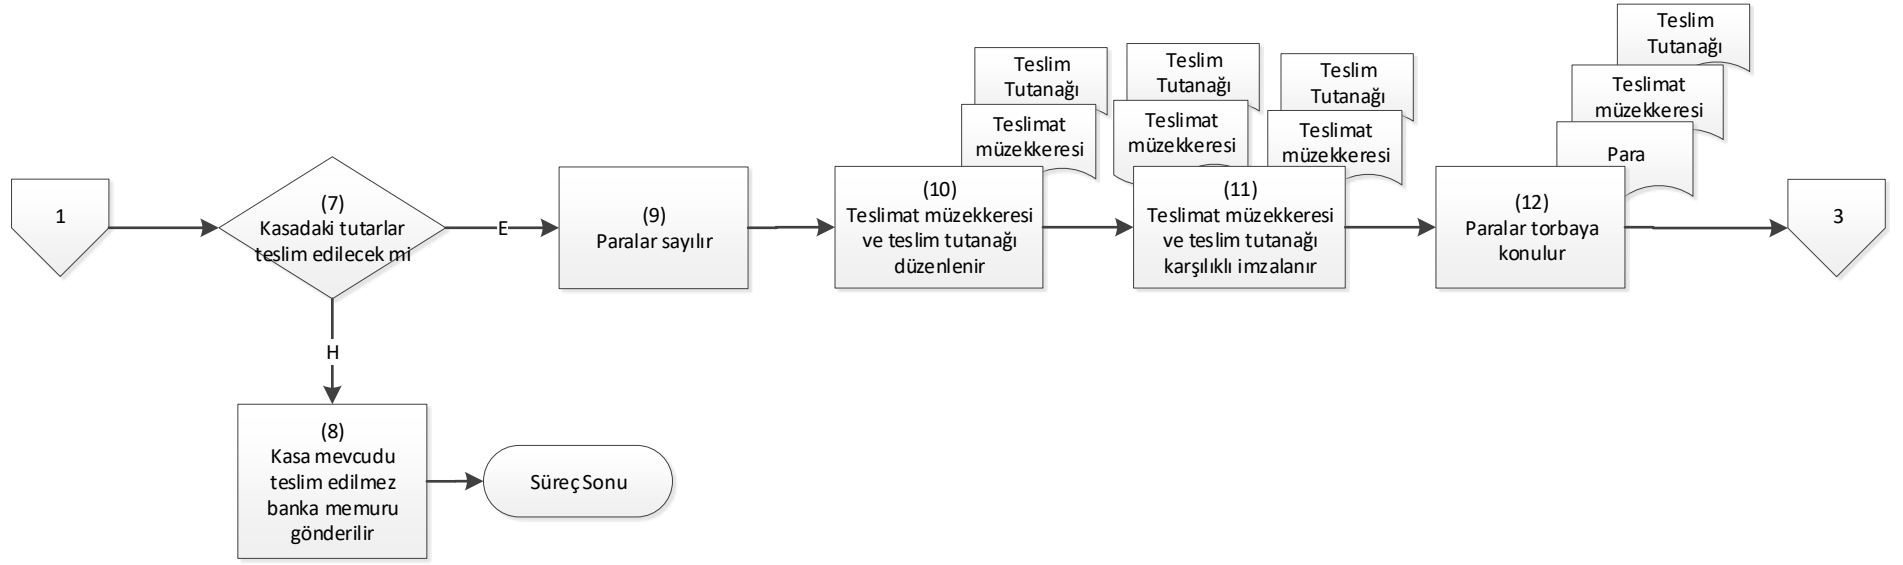 1
(7)
Kasadaki tutarlar
teslim edilecek mi
E
H
(8)
Kasa mevcudu
teslim edilmez
banka memuru
gönderilir
Süreç Sonu
(9)
Paralar sayılır
Teslim
Tutanağı
Teslimat
müzekkeresi
(10)
Teslimat müzekkeresi
ve teslim tutanağı
düzenlenir
Teslim
Tutanağı
Teslimat
müzekkeresi
Teslim
Tutanağı
Teslimat
müzekkeresi
(11)
Teslimat müzekkeresi
ve teslim tutanağı
karşılıklı imzalanır
Teslim
Tutanağı
Teslimat
müzekkeresi
Para
(12)
Paralar torbaya
konulur
3